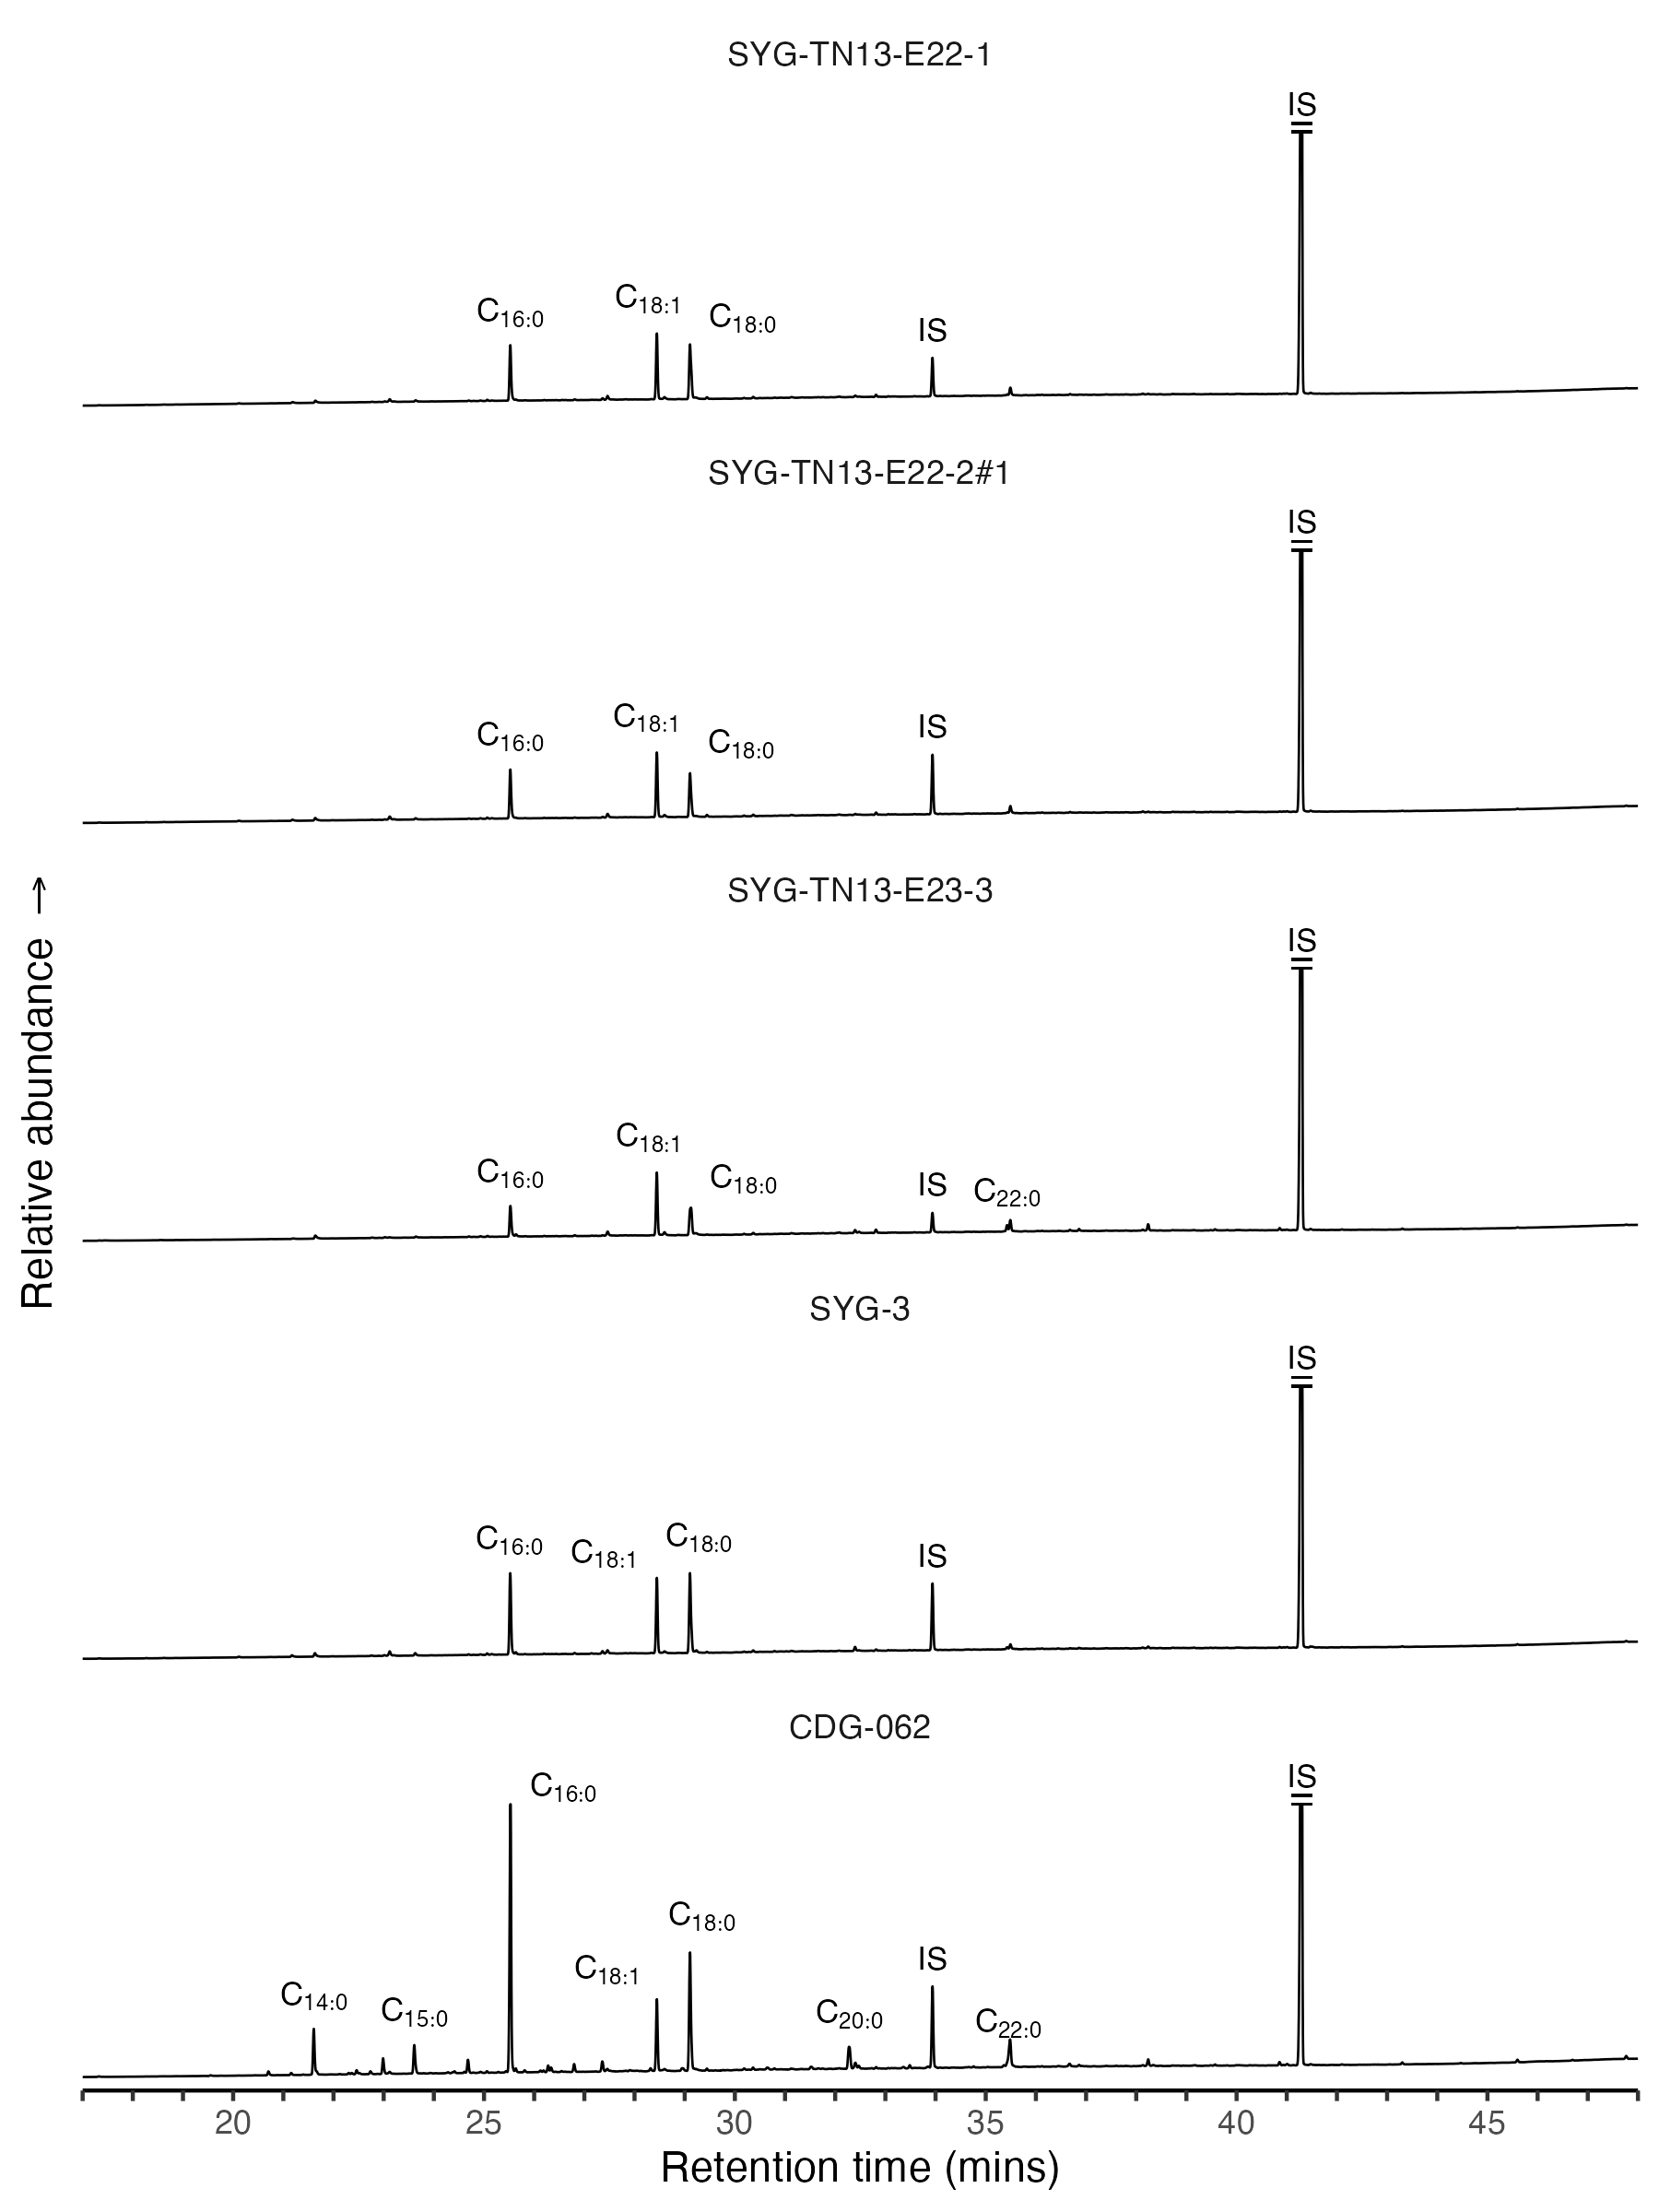 SYG-TN13-E22-1
IS
C16:0
C18:1
C18:0
IS
SYG-TN13-E22-2#1
IS
C16:0
C18:1
C18:0
IS
SYG-TN13-E23-3
IS
C16:0
C18:1
C18:0
IS
C22:0
SYG-3
IS
C16:0
C18:1
C18:0
IS
CDG-062
C16:0
IS
C18:0
C18:1
IS
C14:0
C15:0
C20:0
C22:0
Relative abundance →
20 25 30 35 40 45
Retention time (mins)